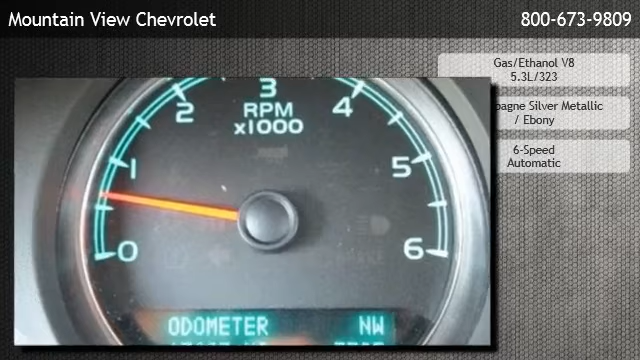 Mountain View Chevrolet
800-673-9809
Gas/Ethanol V8
5.3L/323
Silver Metallic
/ Ebony
6-Speed
Automatic
3
2 4
RPM
x1000
1 5
0 6
ODOMETER NW